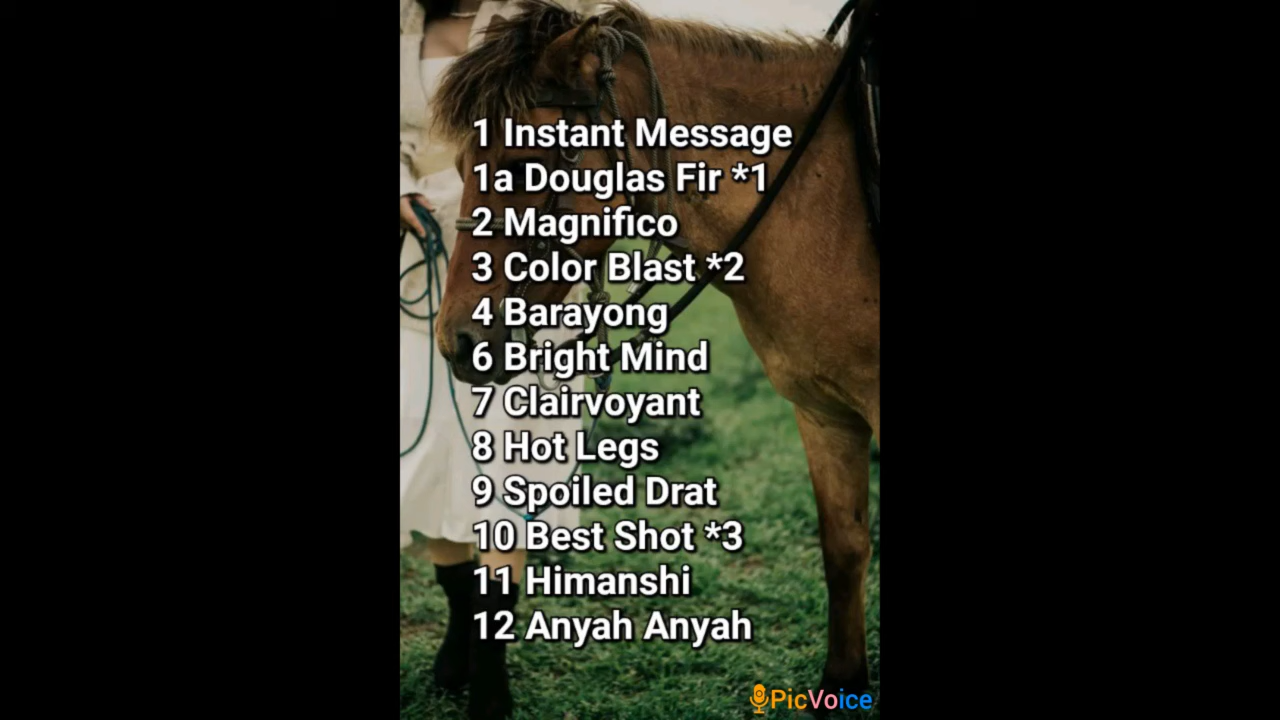 1 Instant Message
1a Douglas Fir *1
2 Magnifico
3 Color Blast *2
4 Barayong
6 Bright Mind
7 Clairvoyant
8 Hot Legs
9 Spoiled Drat
10 Best Shot *3
11 Himanshi
12 Anyah Anyah
PicVoice